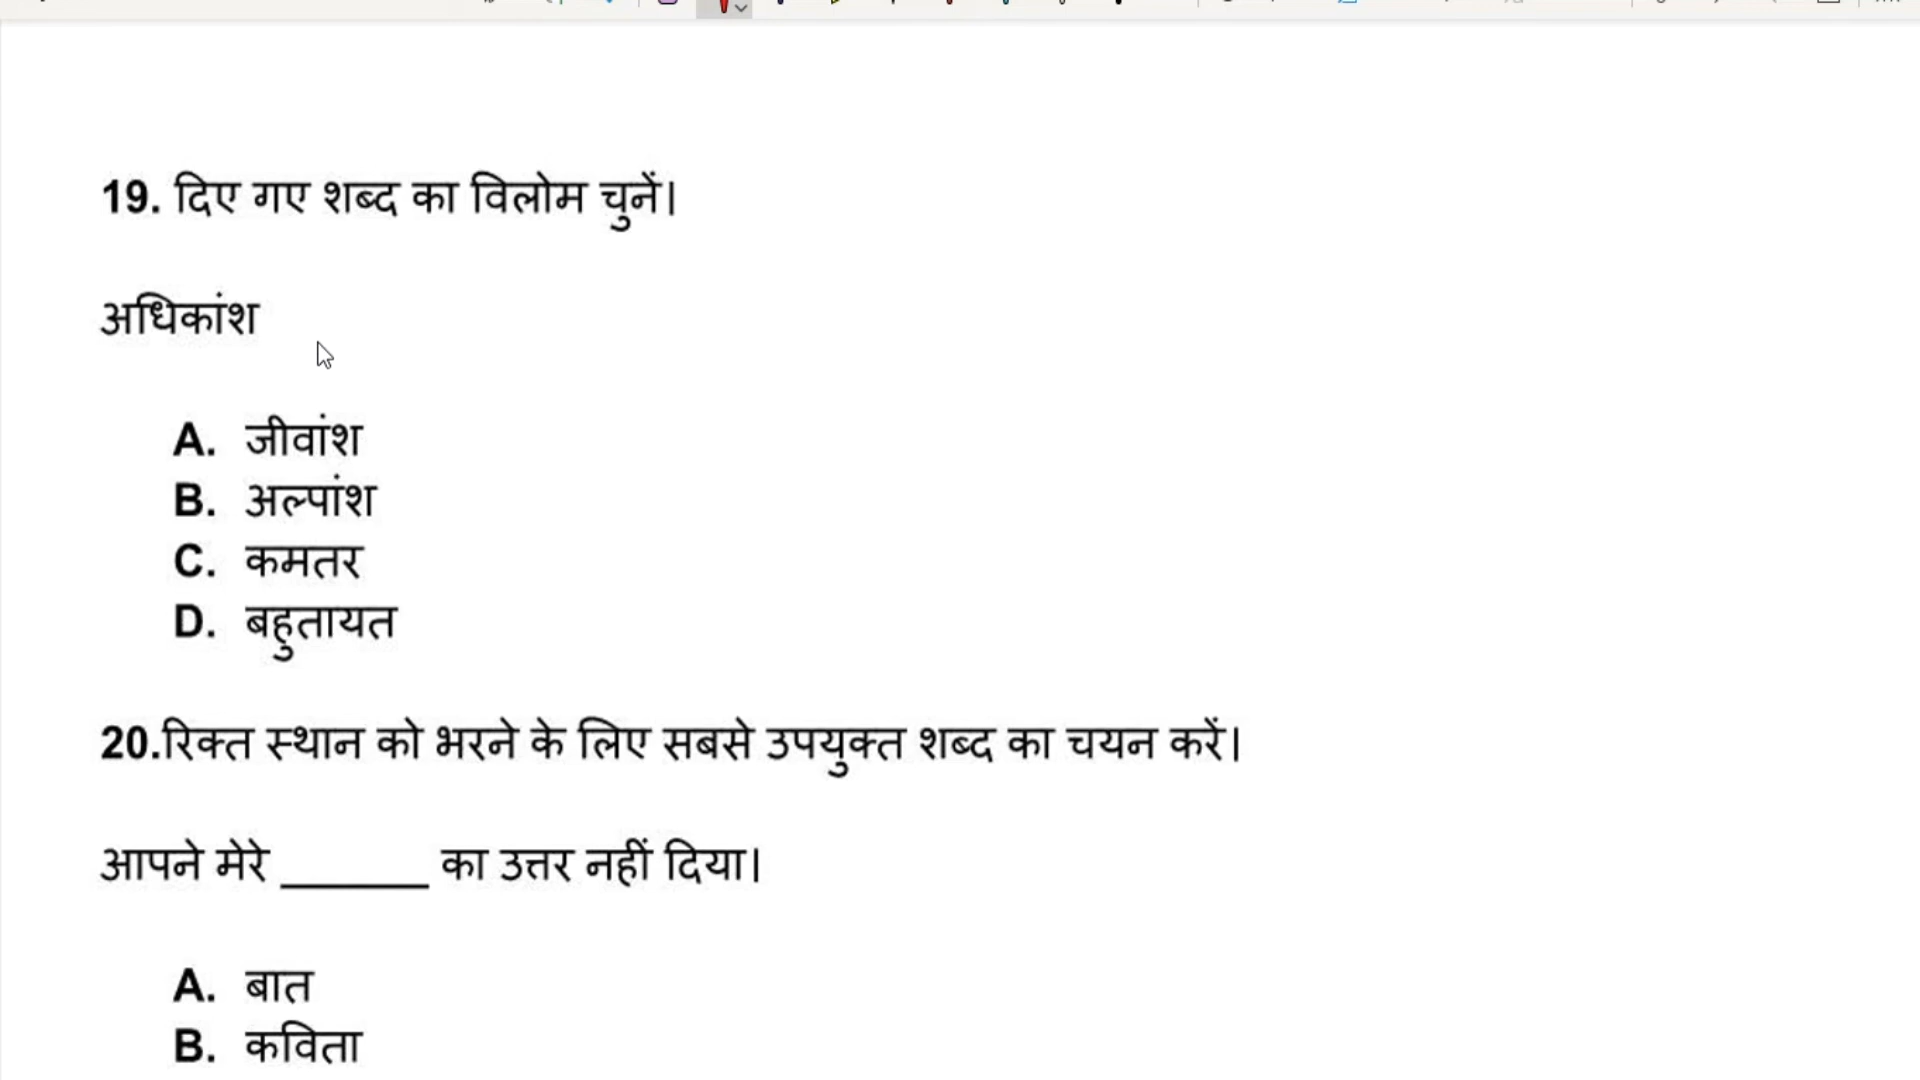 19. दिए गए शब्द का विलोम चुनें।
अधिकांश
A. जीवांश
B. अल्पांश
C. कमतर
D. बहुतायत
20.रिक्त स्थान को भरने के लिए सबसे उपयुक्त शब्द का चयन करें।
आपने मेरे ______ का उत्तर नहीं दिया।
A. बात
B. कविता